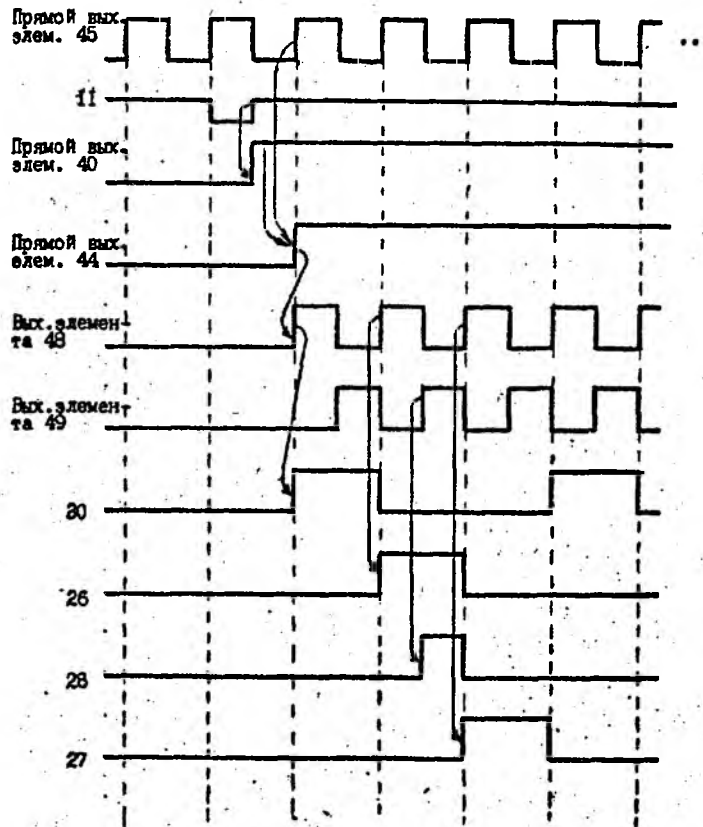 Прямой вых.
элем. 45
11
Прямой вых.
элем. 40
Прямой вых.
элем. 44
Вых.элемен-
та 48
Вых.элемен-
та 49
30
26
28
27